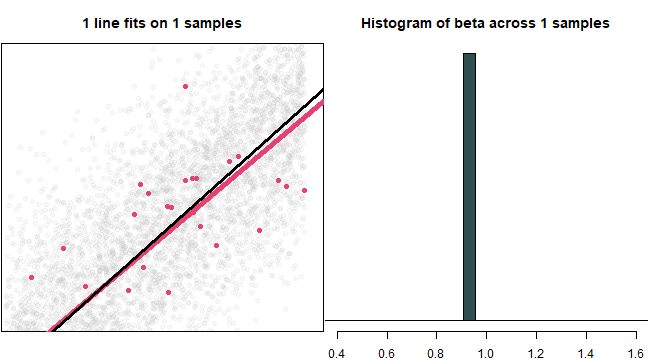 1 line fits on 1 samples
Histogram of beta across 1 samples
0.4 0.6 0.8 1.0 1.2 1.4 1.6